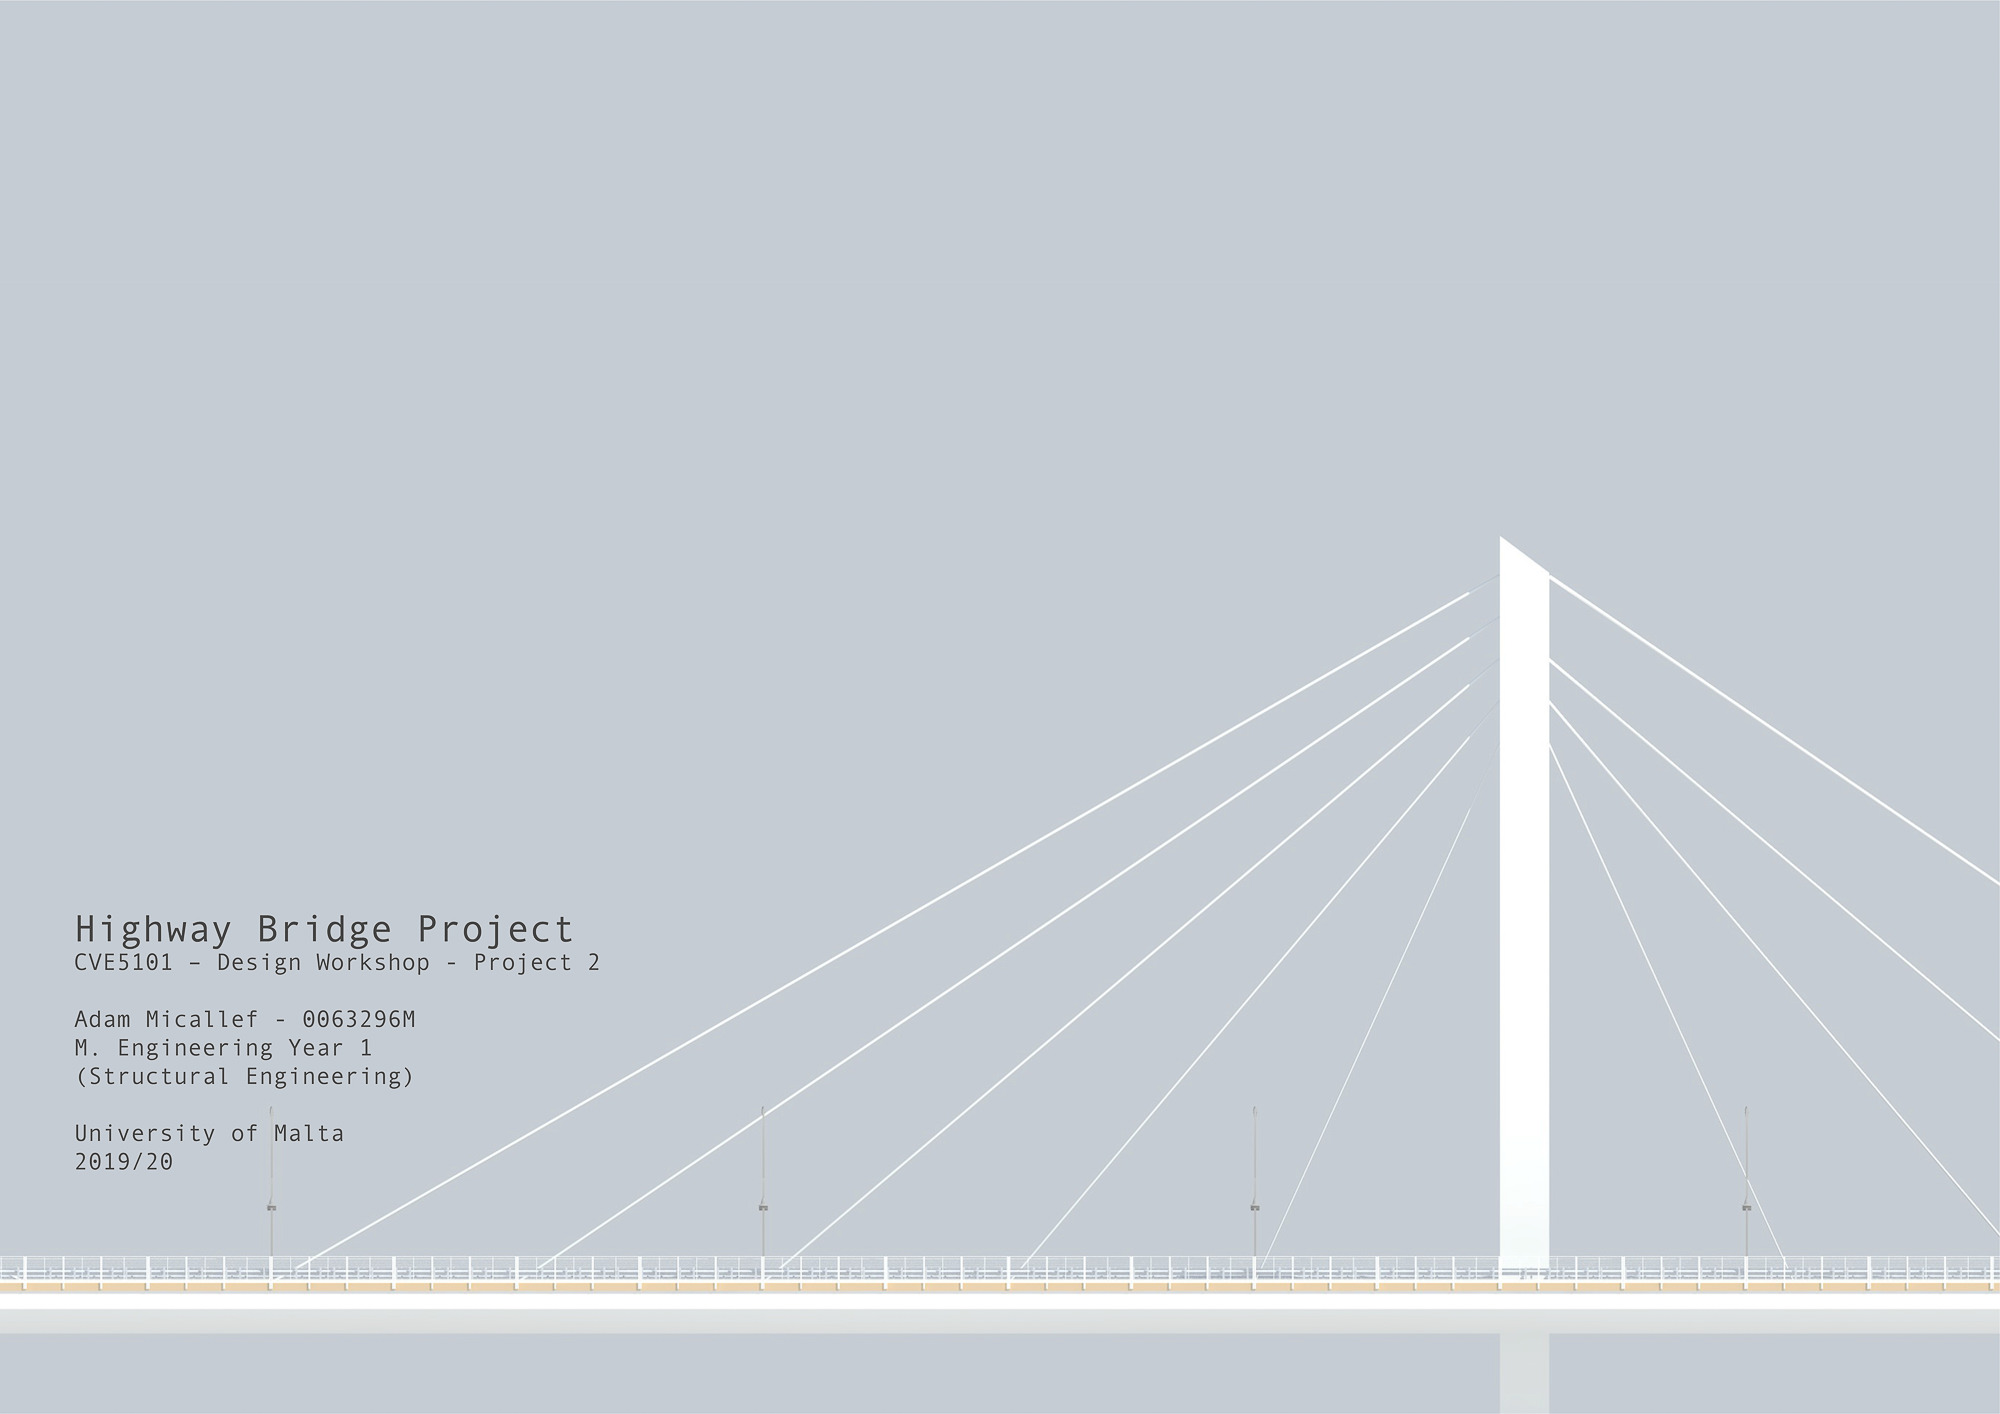 Highway Bridge Project
CVE5101 – Design Workshop - Project 2
Adam Micallef - 0063296M
M. Engineering Year 1
(Structural Engineering)
University of Malta
2019/20